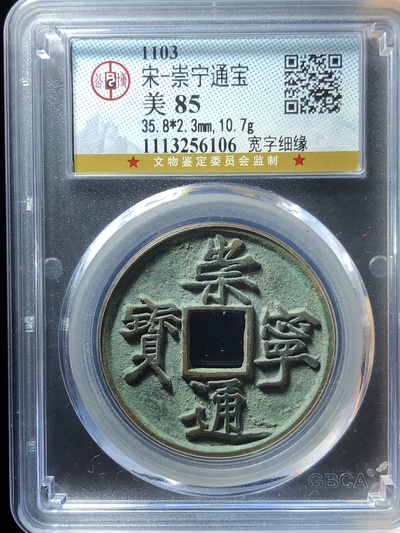 1103
宋-崇宁通宝
美 85
35.8*2.3mm,10.7g
1113256106 宽字细缘
★ 文物鉴定委员会监制 ★
崇
寧
通
寳
GBCA